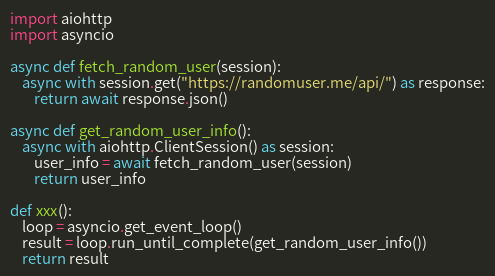 import aiohttp
import asyncio

async def fetch_random_user(session):
    async with session.get("https://randomuser.me/api/") as response:
        return await response.json()

async def get_random_user_info():
    async with aiohttp.ClientSession() as session:
        user_info = await fetch_random_user(session)
        return user_info

def xxx():
    loop = asyncio.get_event_loop()
    result = loop.run_until_complete(get_random_user_info())
    return result